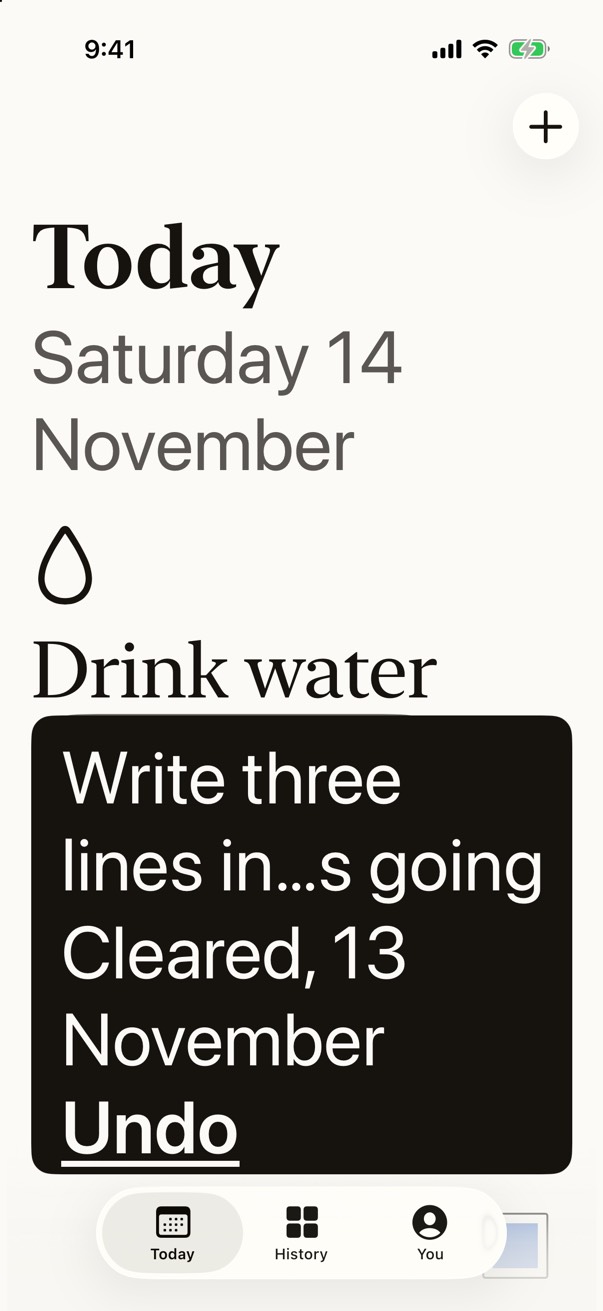 9:41
Today
Saturday 14
November
Drink water
Write three
lines in...s going
Cleared, 13
November
Undo
Today
History
You